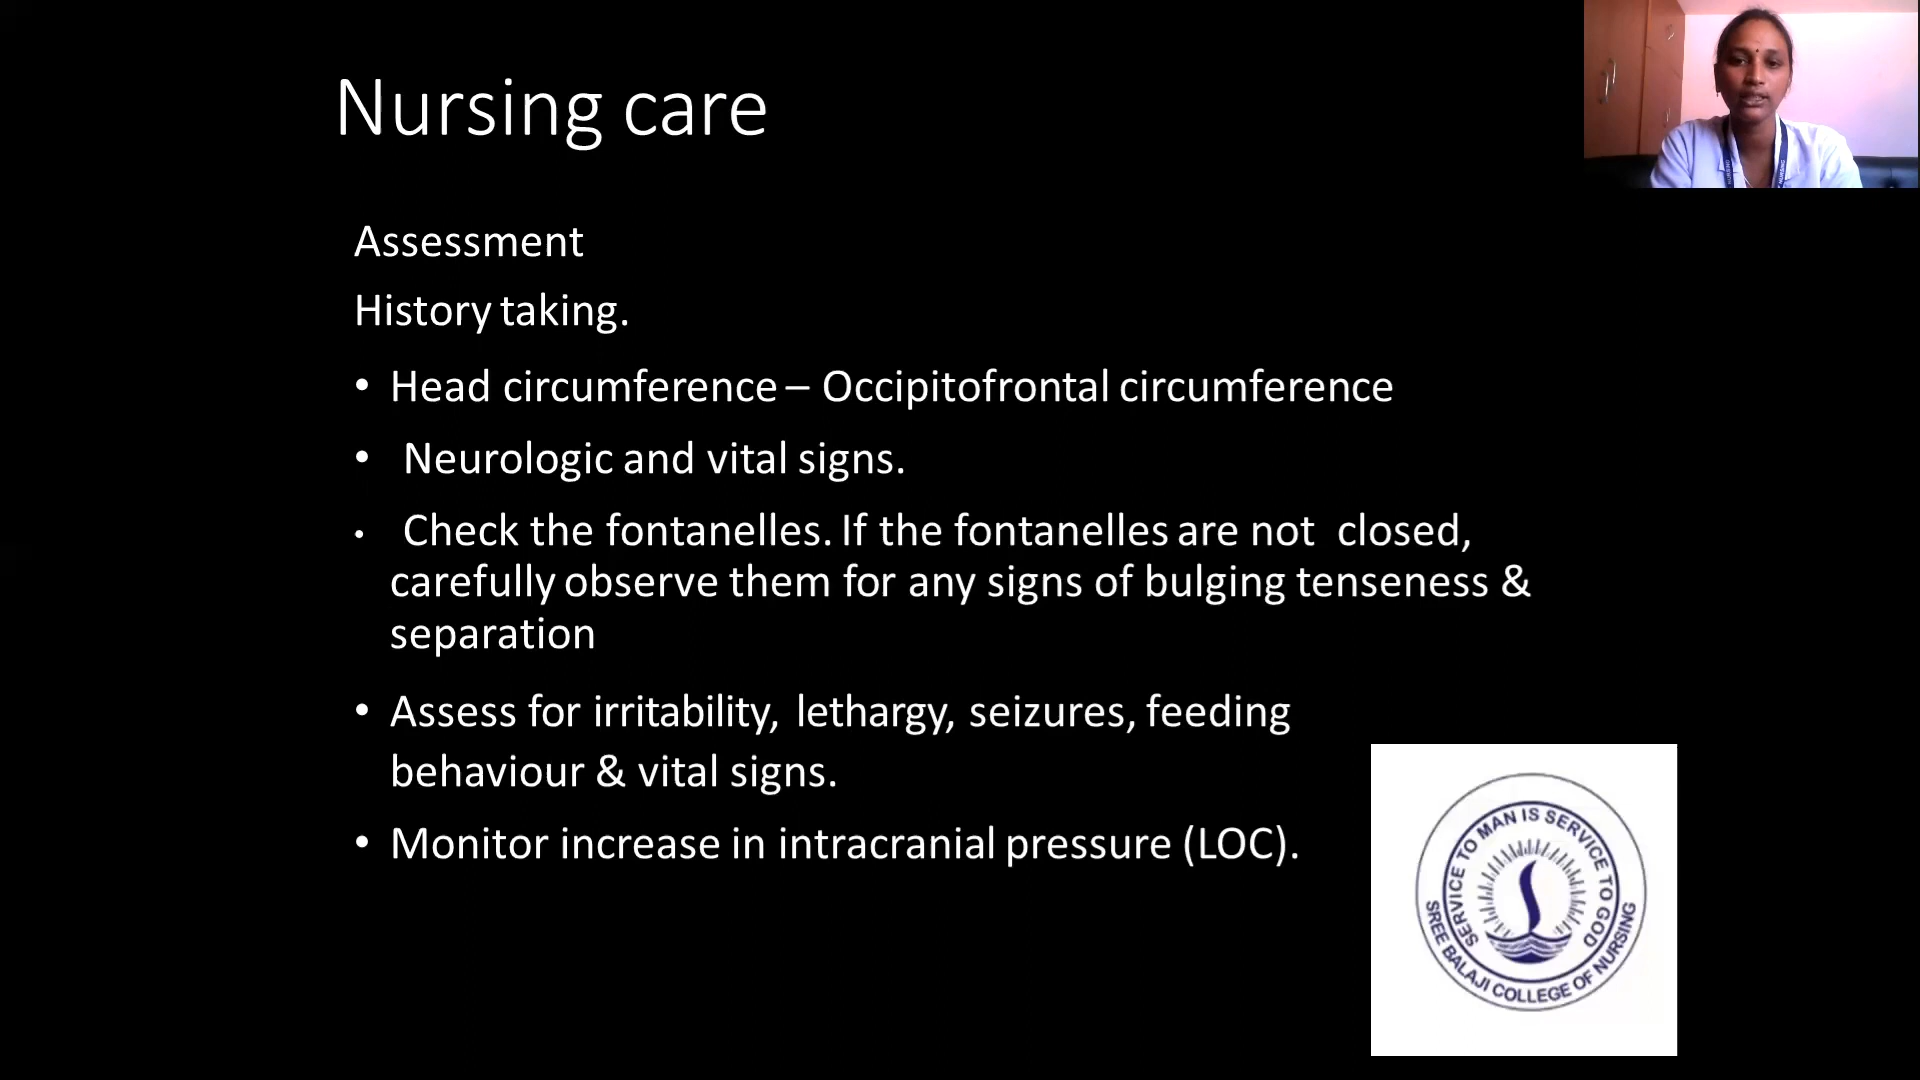 Nursing care
Assessment
History taking.
• Head circumference – Occipitofrontal circumference
• Neurologic and vital signs.
• Check the fontanelles. If the fontanelles are not closed,
carefully observe them for any signs of bulging tenseness &
separation
• Assess for irritability, lethargy, seizures, feeding
behaviour & vital signs.
• Monitor increase in intracranial pressure (LOC).
SERVICE TO MAN IS SERVICE TO GOD
SREE BALAJI COLLEGE OF NURSING